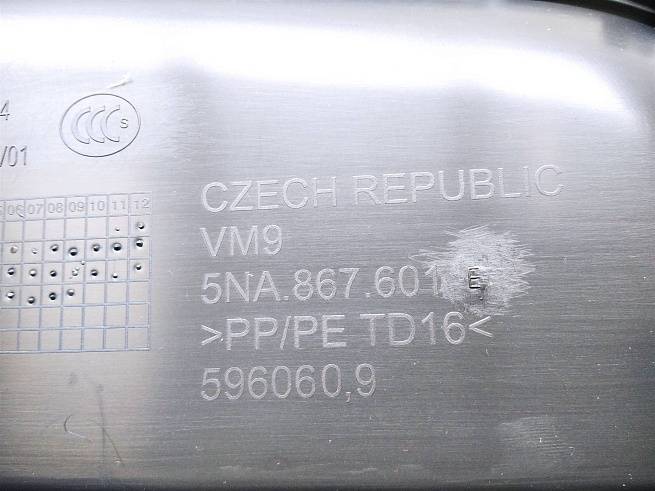 4
CCC S
/01
06 07 08 09 10 11 12
CZECH REPUBLIC
VM9
5NA.867.601 E
>PP/PE TD16<
596060,9